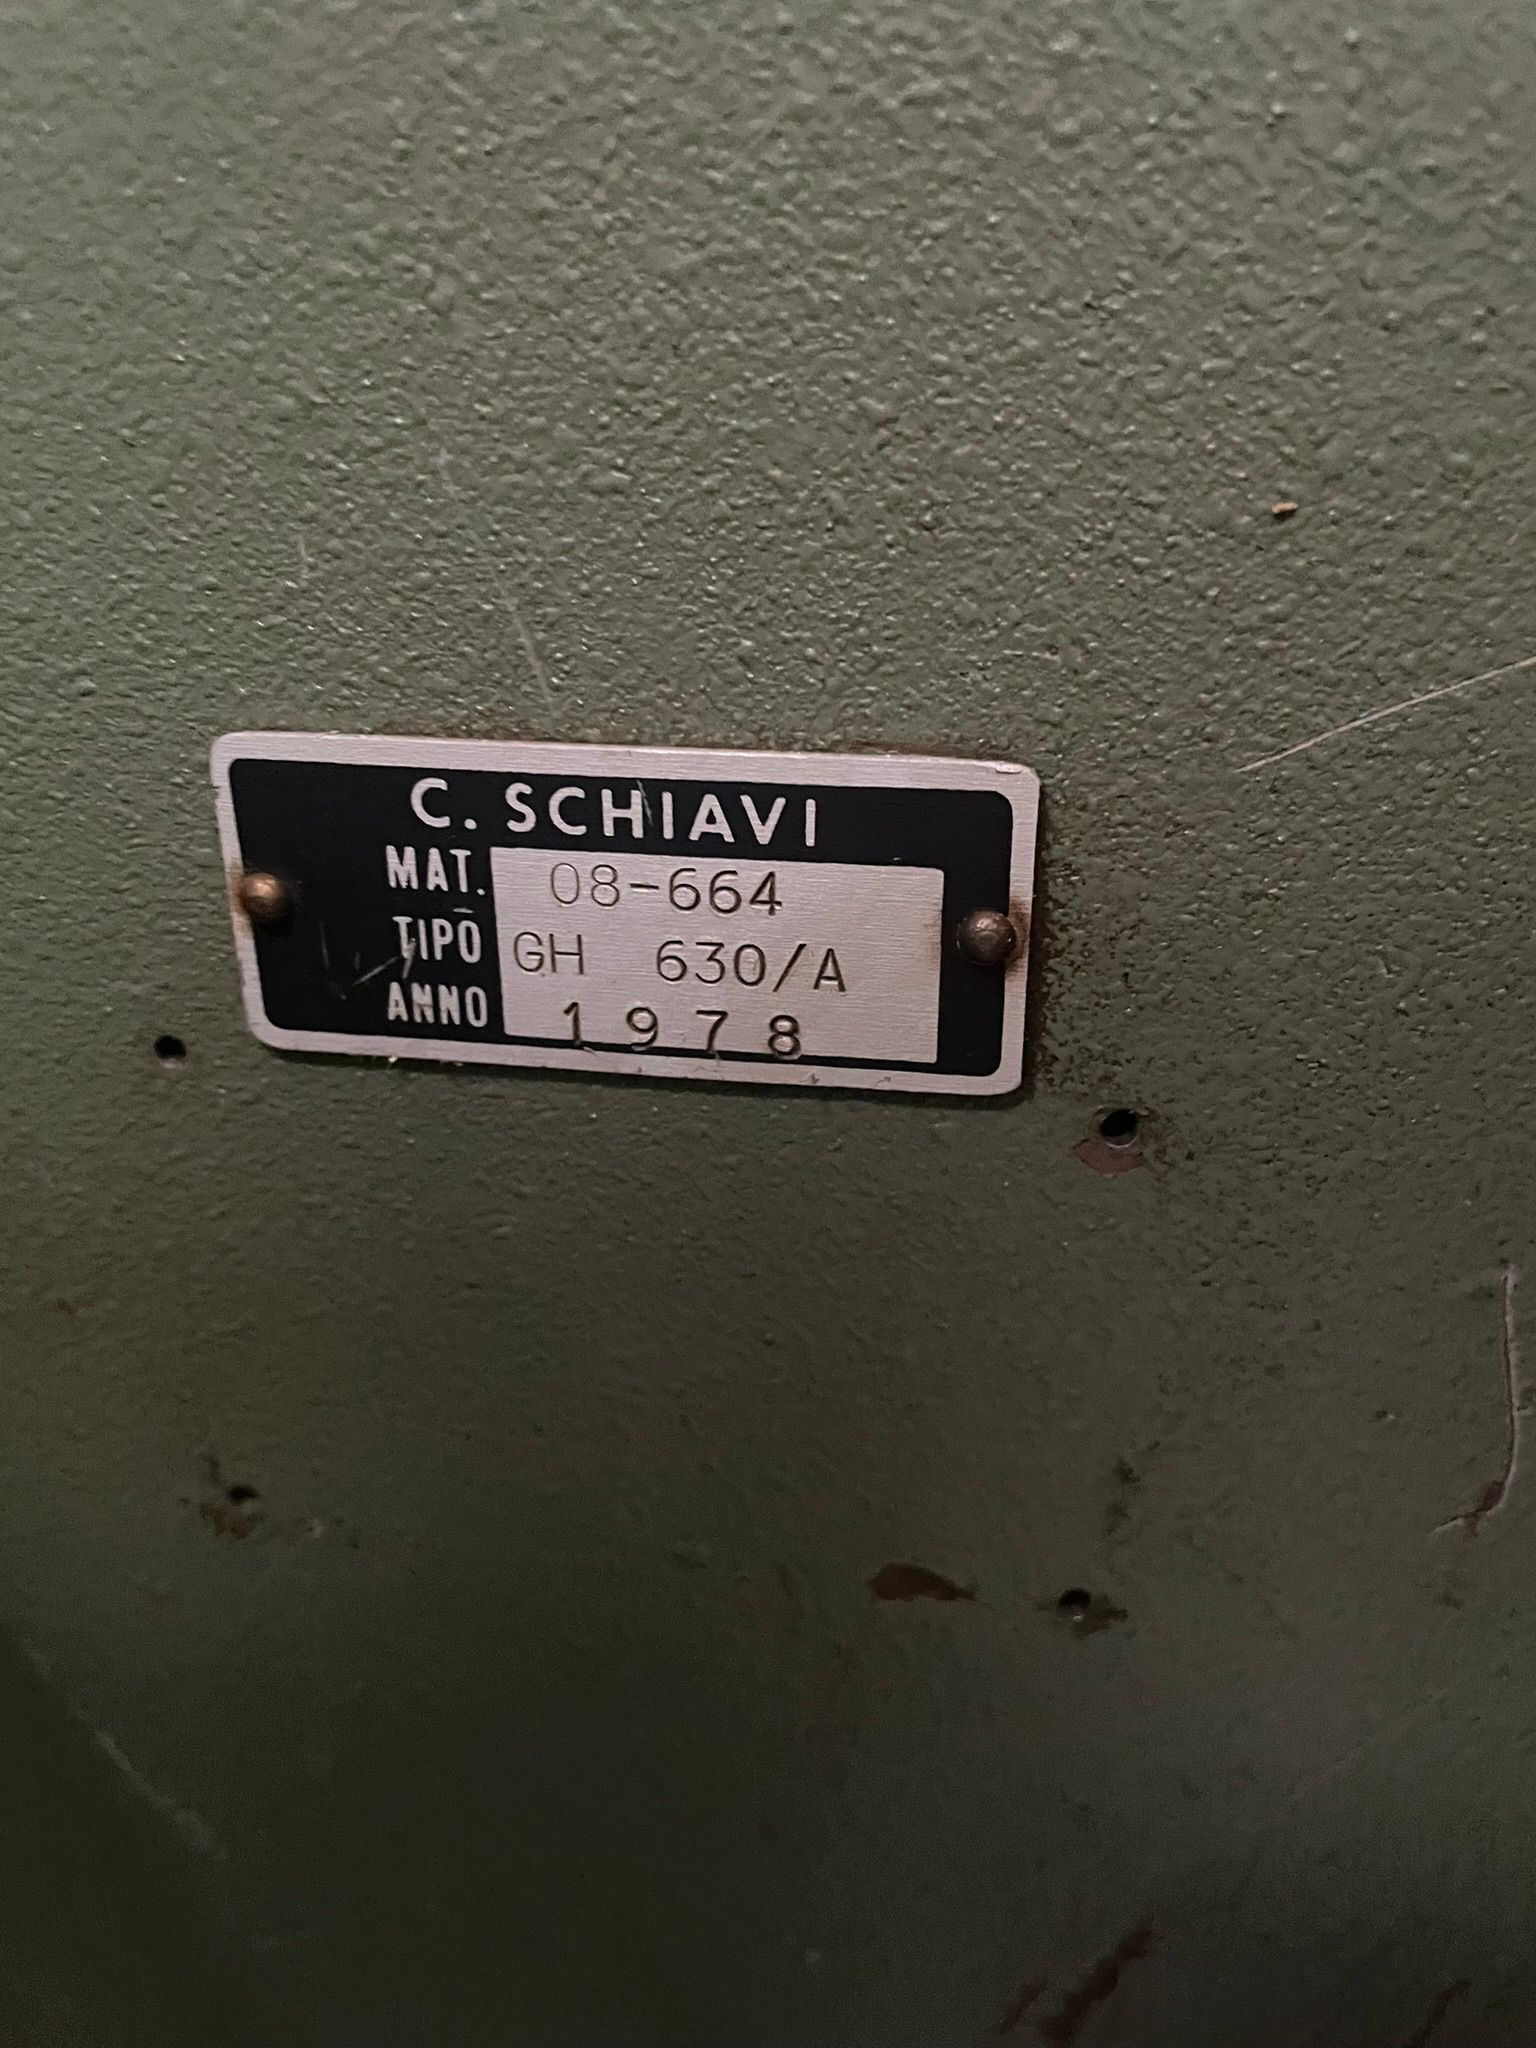 C. SCHIAVI
MAT. 08-664
TIPO GH 630/A
ANNO 1978